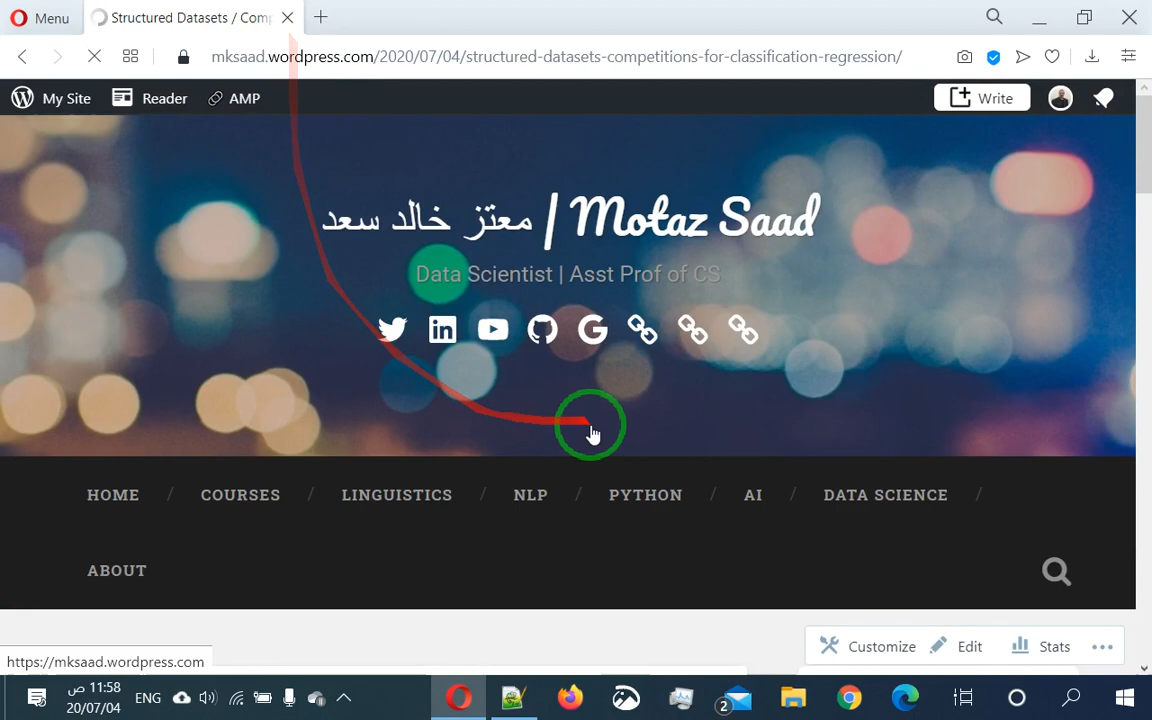 Menu
Structured Datasets / Comp
mksaad.wordpress.com/2020/07/04/structured-datasets-competitions-for-classification-regression/
My Site
Reader
AMP
Write
معتز خالد سعد | Motaz Saad
Data Scientist | Asst Prof of CS
HOME / COURSES / LINGUISTICS / NLP / PYTHON / AI / DATA SCIENCE /
ABOUT
Customize
Edit
Stats
https://mksaad.wordpress.com
11:58 ص
20/07/04
ENG
2